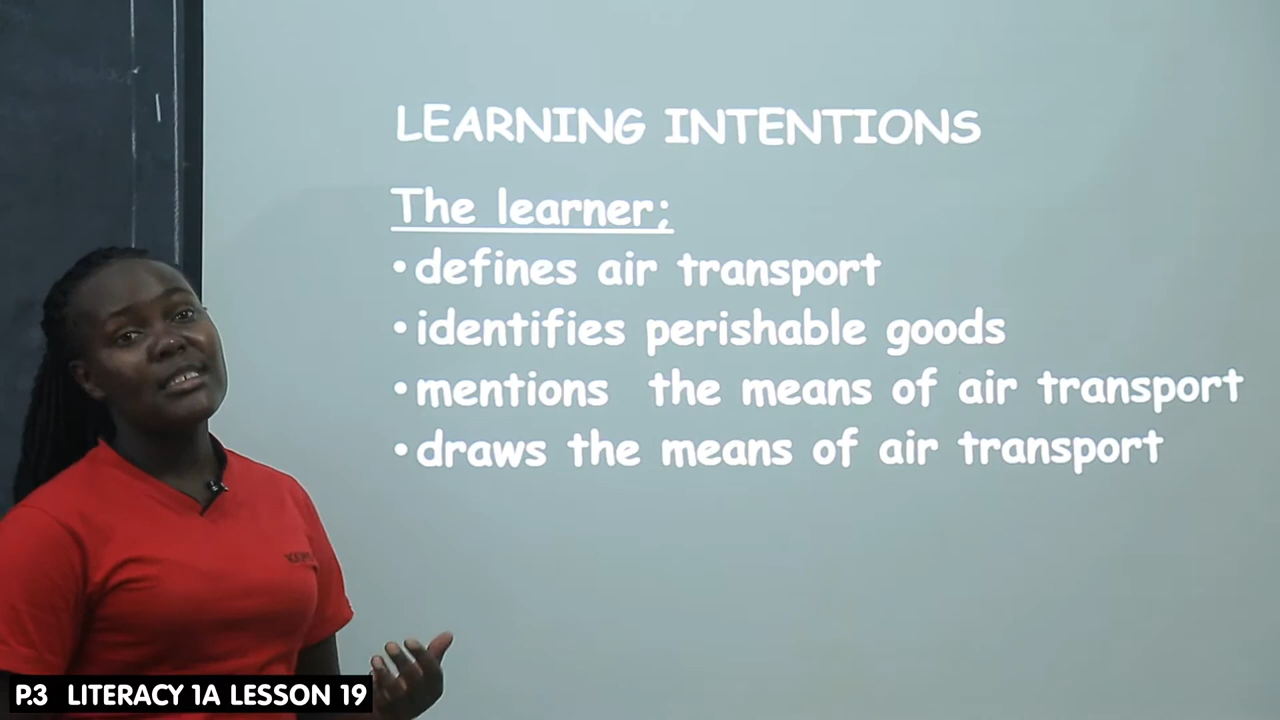 LEARNING INTENTIONS
The learner;
•defines air transport
•identifies perishable goods
•mentions the means of air transport
•draws the means of air transport
P.3 LITERACY 1A LESSON 19